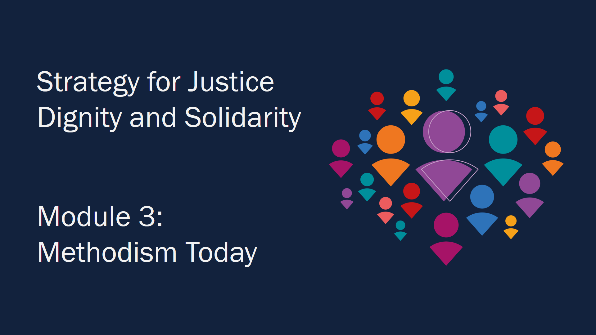 Strategy for Justice
Dignity and Solidarity
Module 3:
Methodism Today